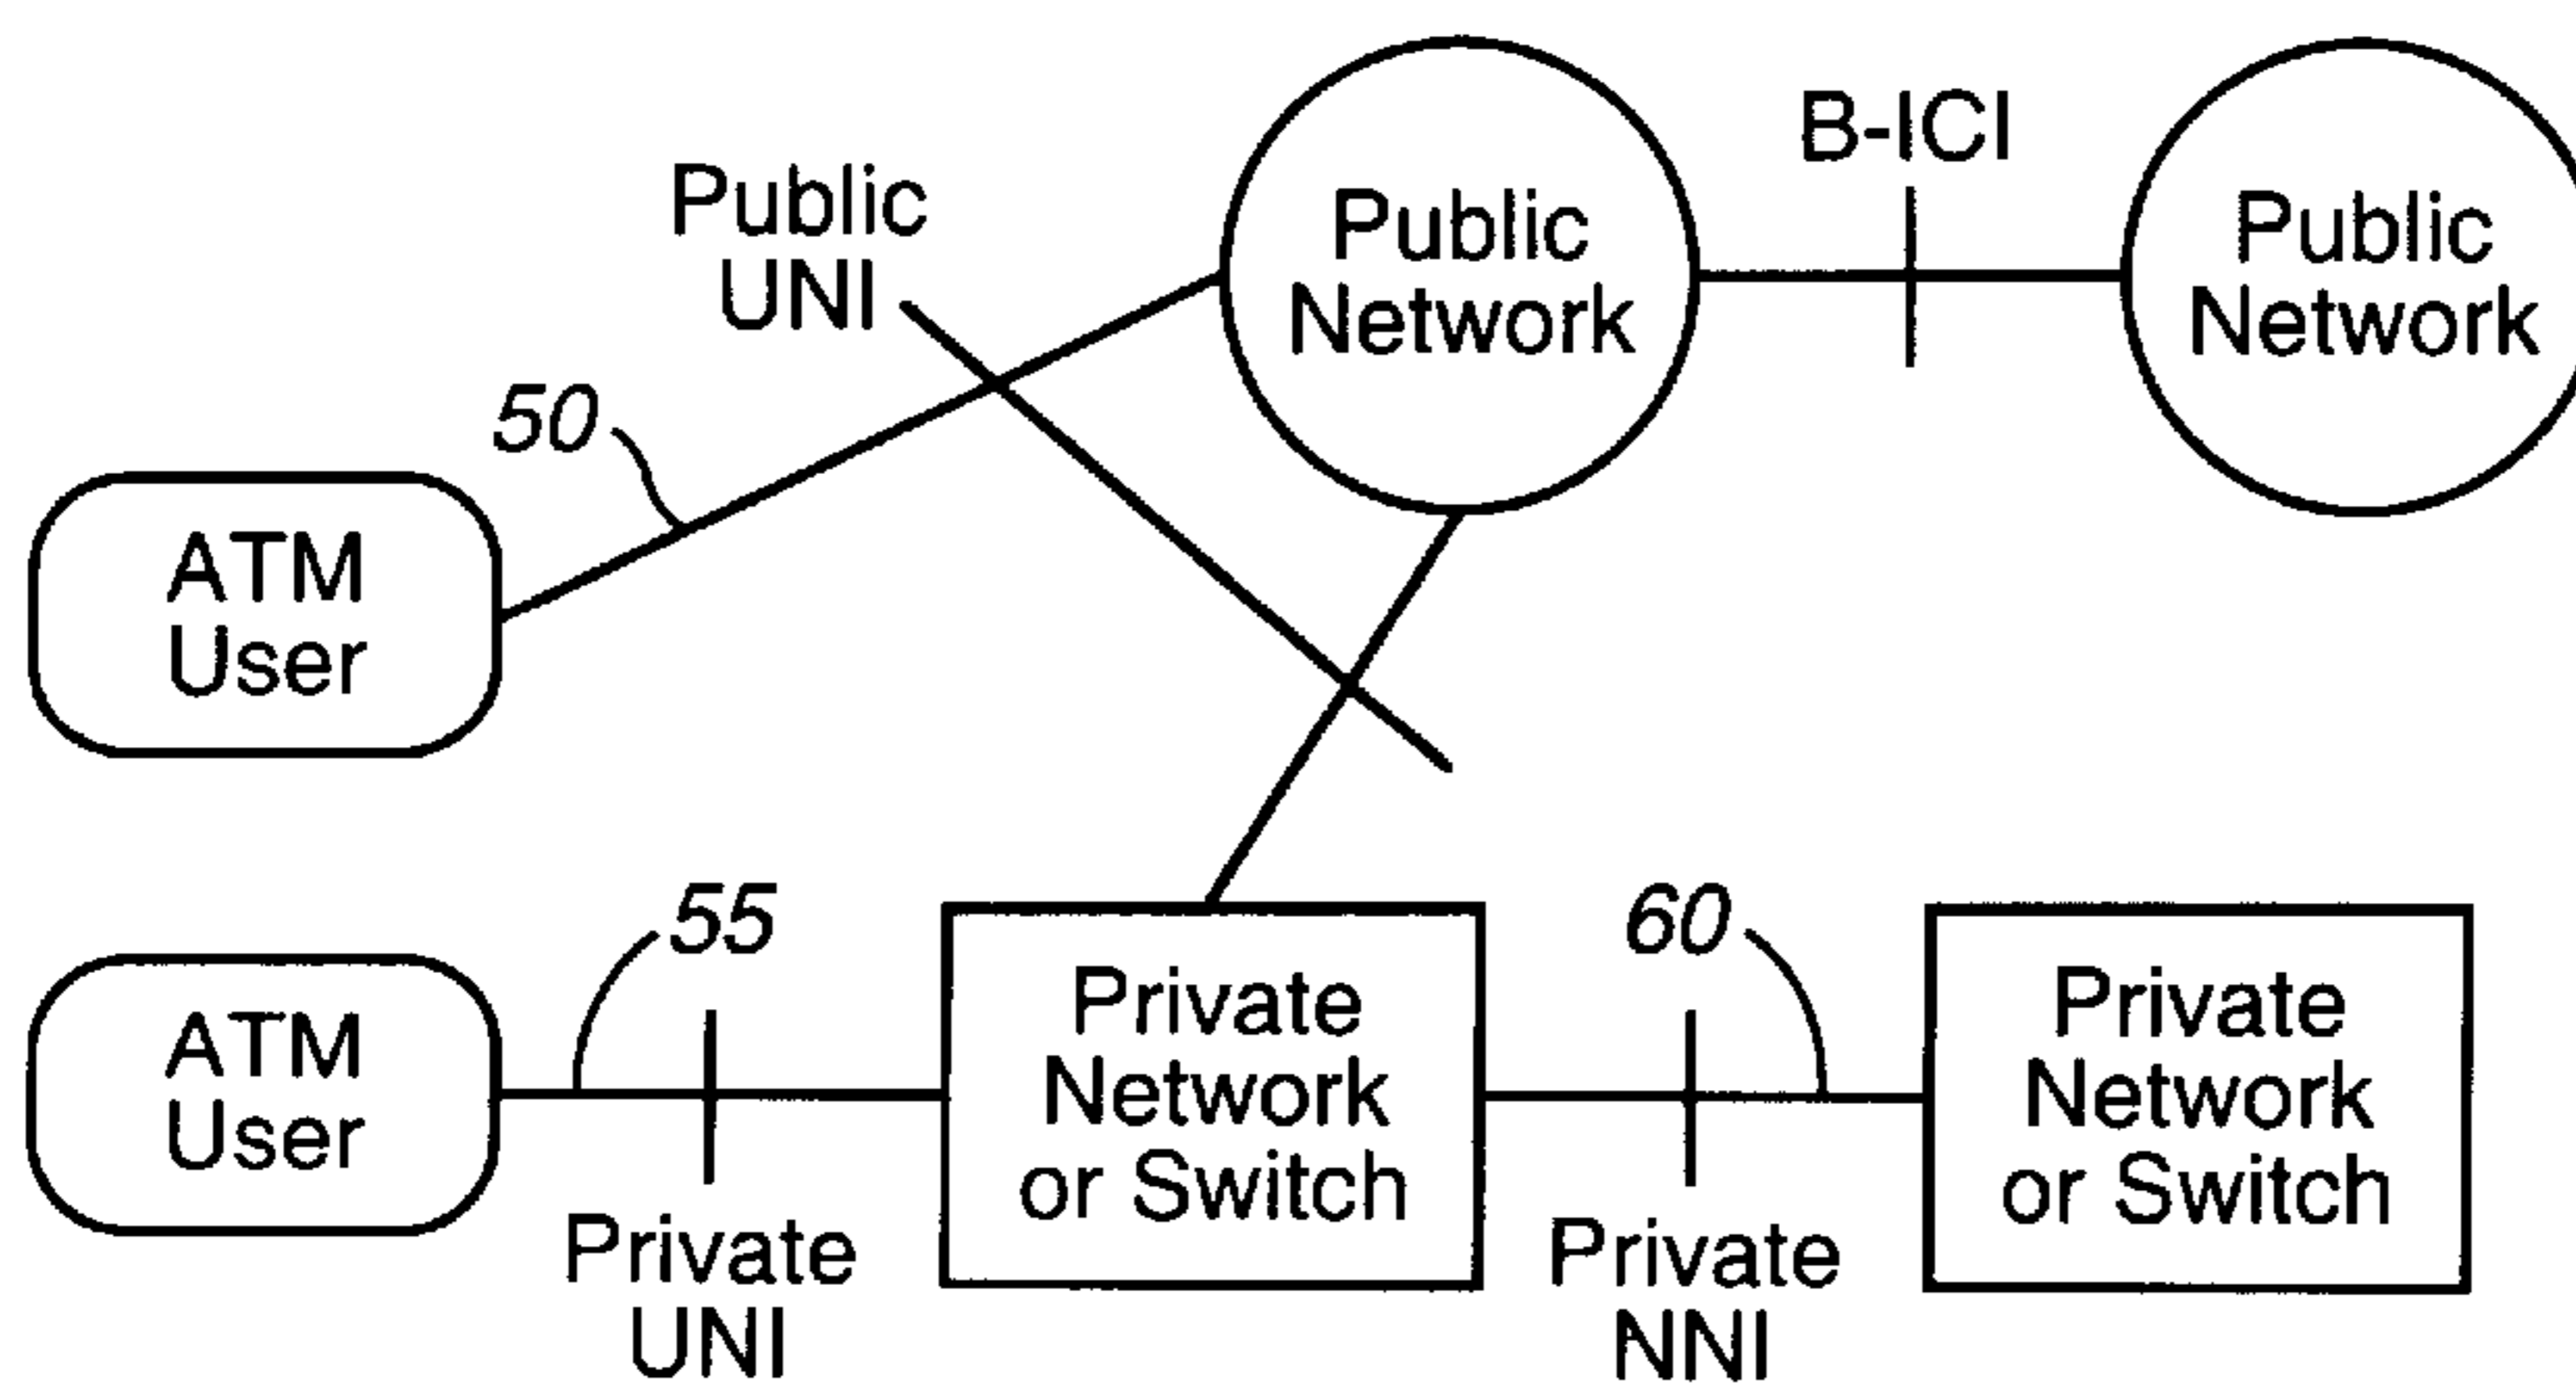 Public
UNI
B-ICI
Public
Network
Public
Network
50
ATM
User
55
60
ATM
User
Private
Network
or Switch
Private
Network
or Switch
Private
UNI
Private
NNI